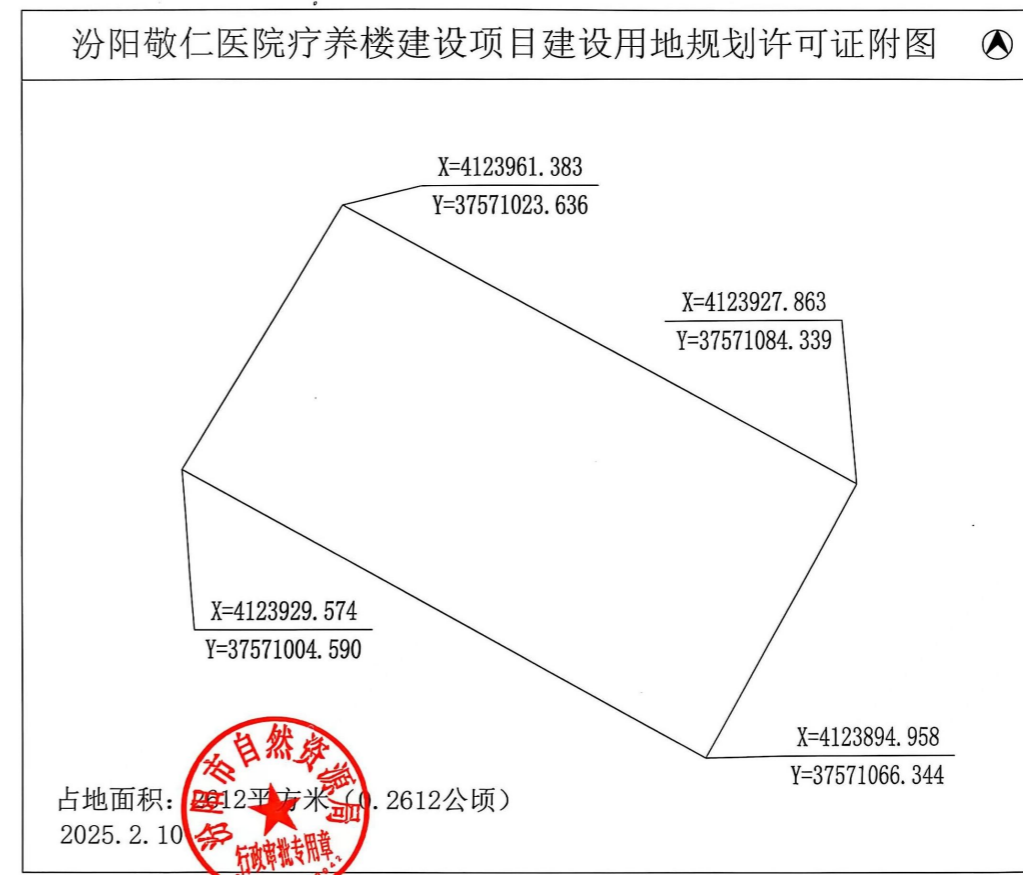 汾阳敬仁医院疗养楼建设项目建设用地规划许可证附图
X=4123961.383
Y=37571023.636
X=4123927.863
Y=37571084.339
X=4123929.574
Y=37571004.590
X=4123894.958
Y=37571066.344
占地面积：2612平方米（0.2612公顷）
2025.2.10
汾阳市自然资源局
行政审批专用章